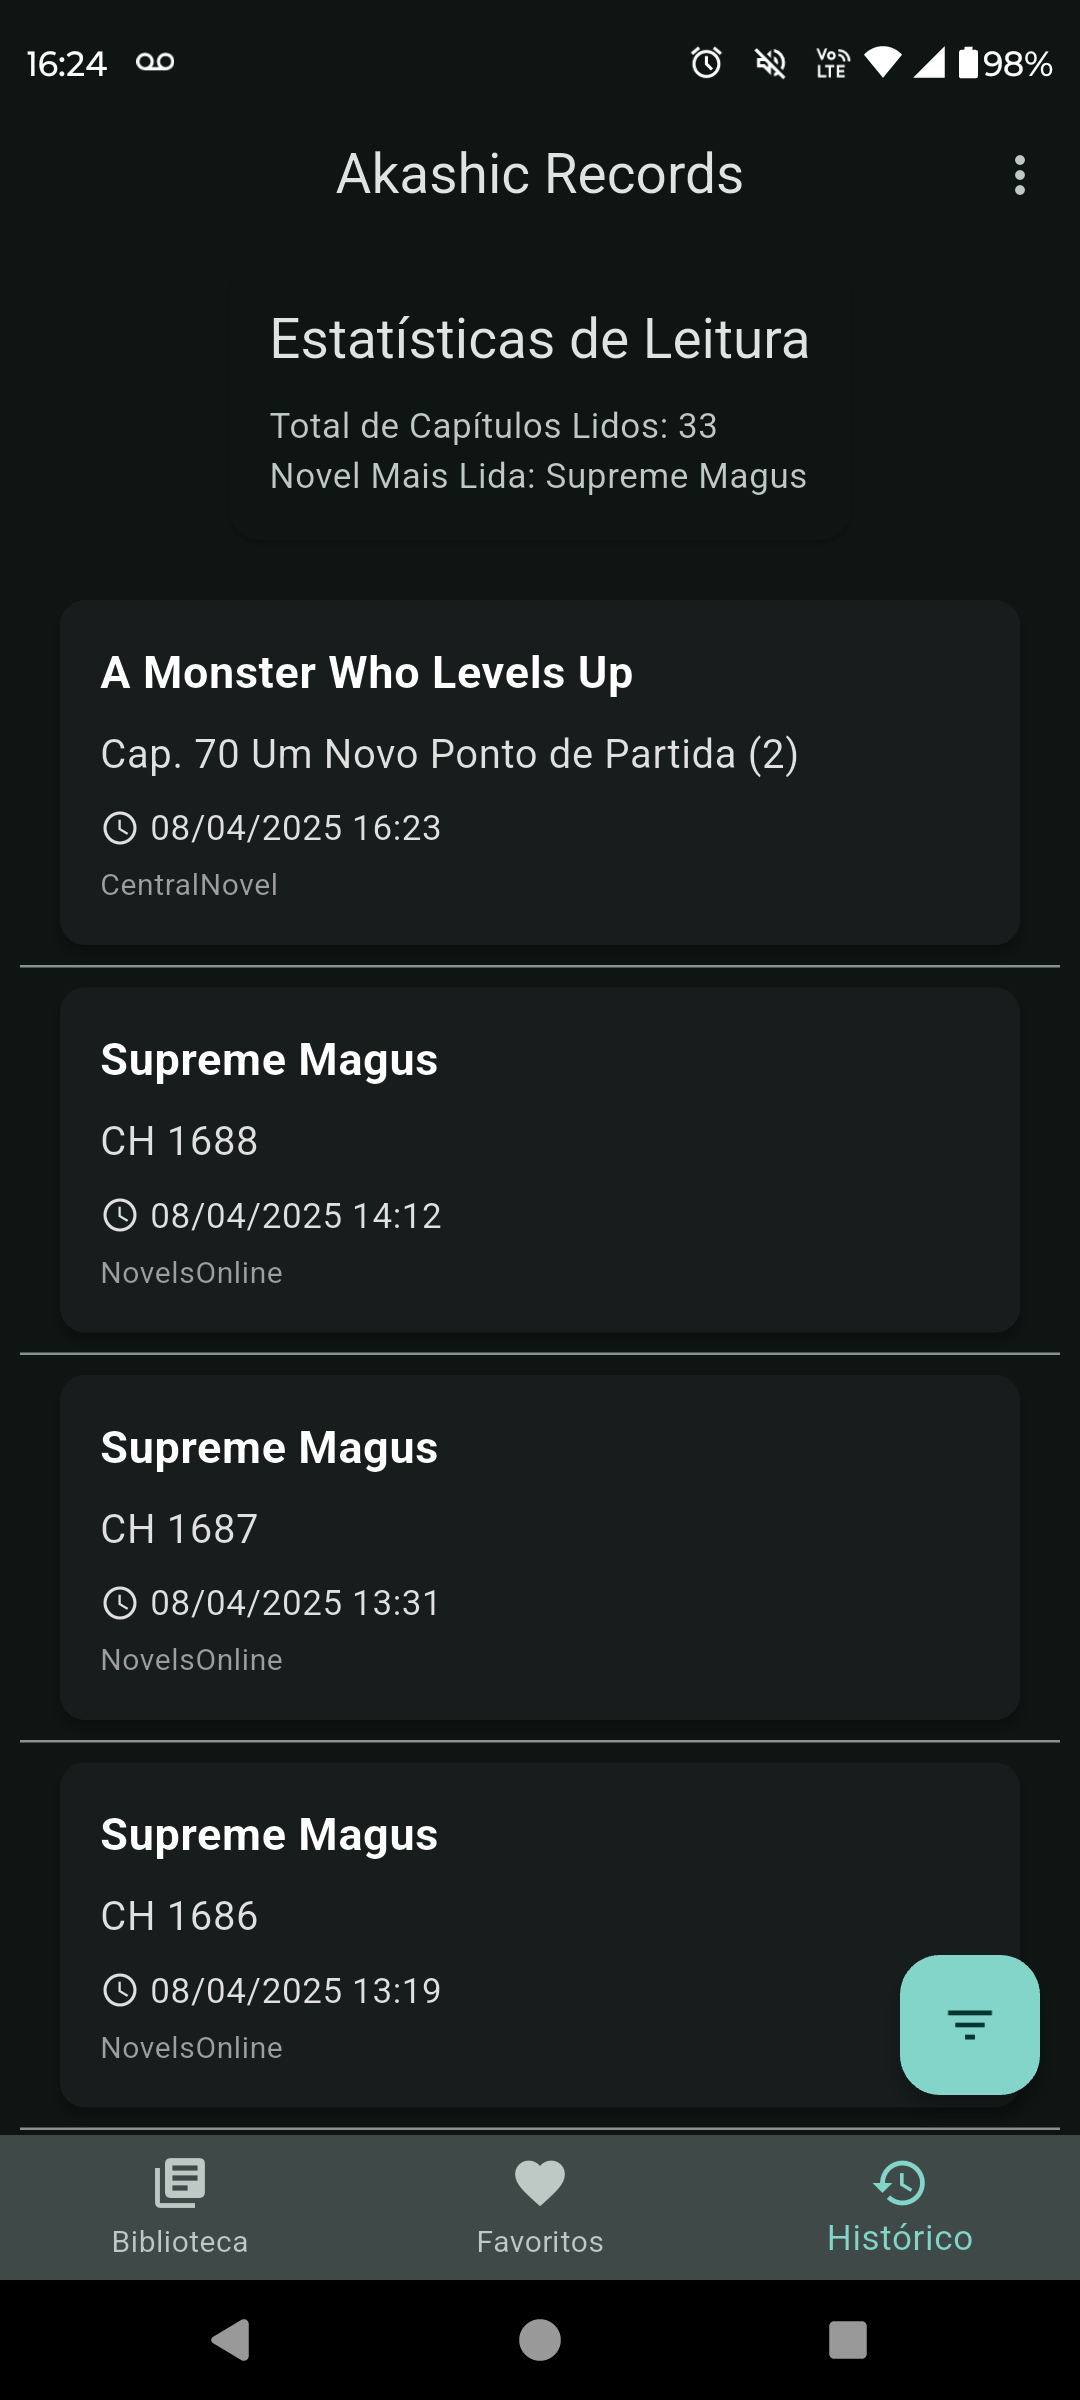 16:24
Vo LTE
98%
Akashic Records
Estatísticas de Leitura
Total de Capítulos Lidos: 33
Novel Mais Lida: Supreme Magus
A Monster Who Levels Up
Cap. 70 Um Novo Ponto de Partida (2)
08/04/2025 16:23
CentralNovel
Supreme Magus
CH 1688
08/04/2025 14:12
NovelsOnline
Supreme Magus
CH 1687
08/04/2025 13:31
NovelsOnline
Supreme Magus
CH 1686
08/04/2025 13:19
NovelsOnline
Biblioteca
Favoritos
Histórico